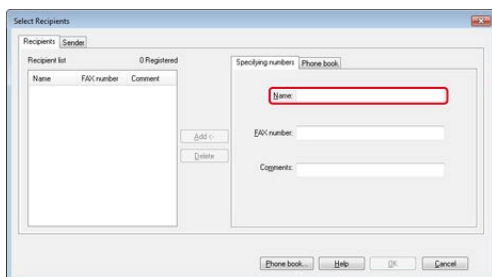 Select Recipients
Recipients Sender
Recipient list 0 Registered
Name FAX number Comment
Add <-
Delete
Specifying numbers Phone book
Name:
FAX number:
Comments:
Phone book... Help OK Cancel